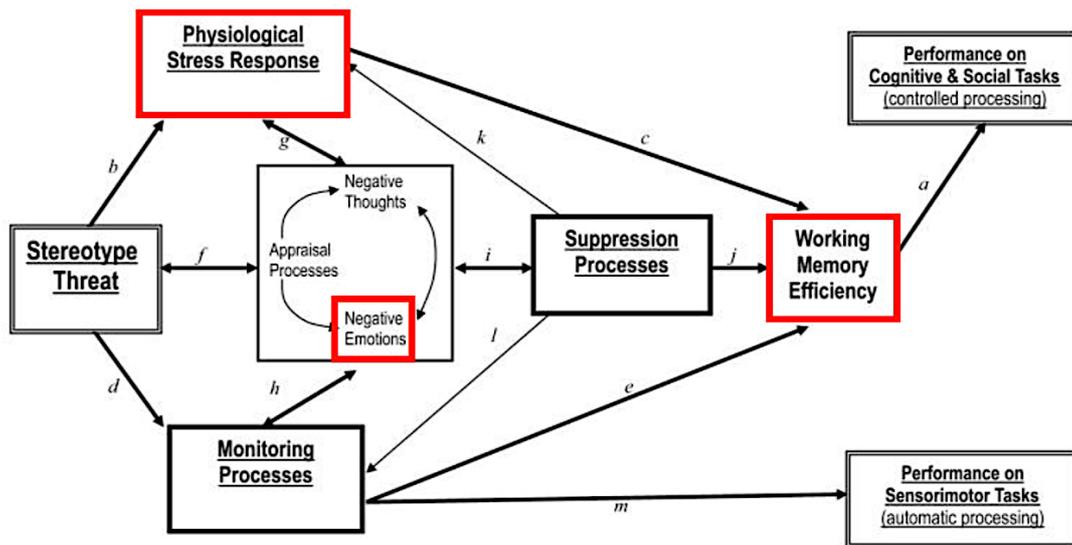 Physiological
Stress Response
Performance on
Cognitive & Social Tasks
(controlled processing)
b
g
k
c
a
Negative
Thoughts
Stereotype
Threat
f
Appraisal
Processes
i
Suppression
Processes
j
Working
Memory
Efficiency
Negative
Emotions
d
h
l
e
Monitoring
Processes
m
Performance on
Sensorimotor Tasks
(automatic processing)